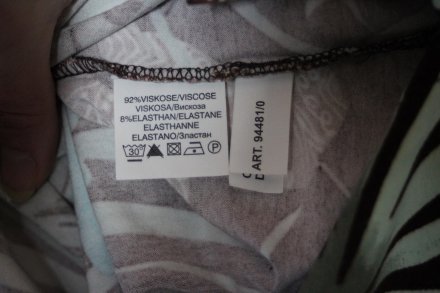 92%VISKOSE/VISCOSE
VISKOSA/Вискоза
8%ELASTHAN/ELASTANE
ELASTHANNE
ELASTANO/Эластан
30 P
ART. 94481/0